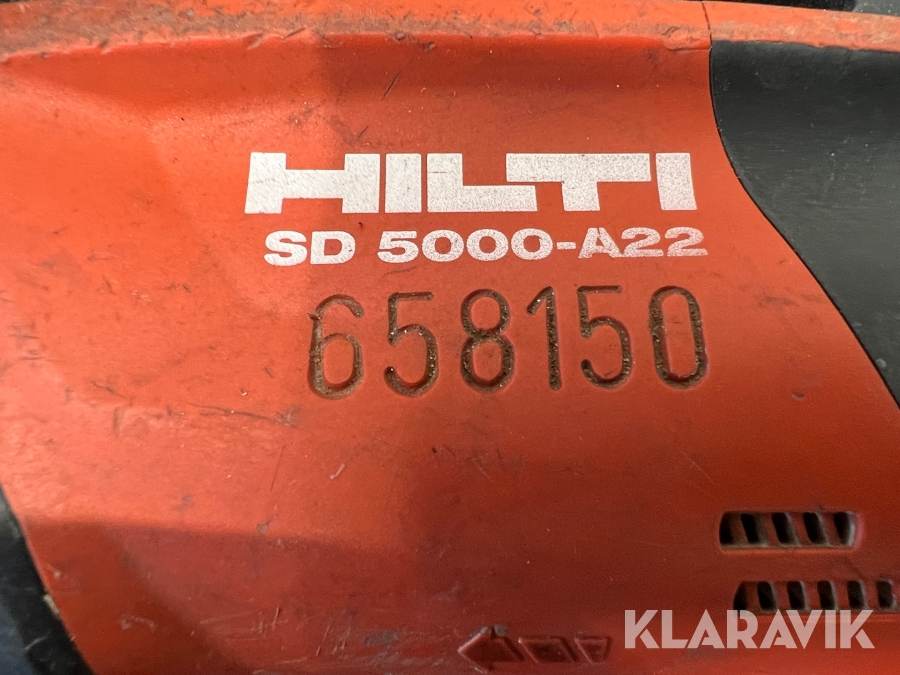 HILTI
SD 5000-A22
658150
KLARAVIK